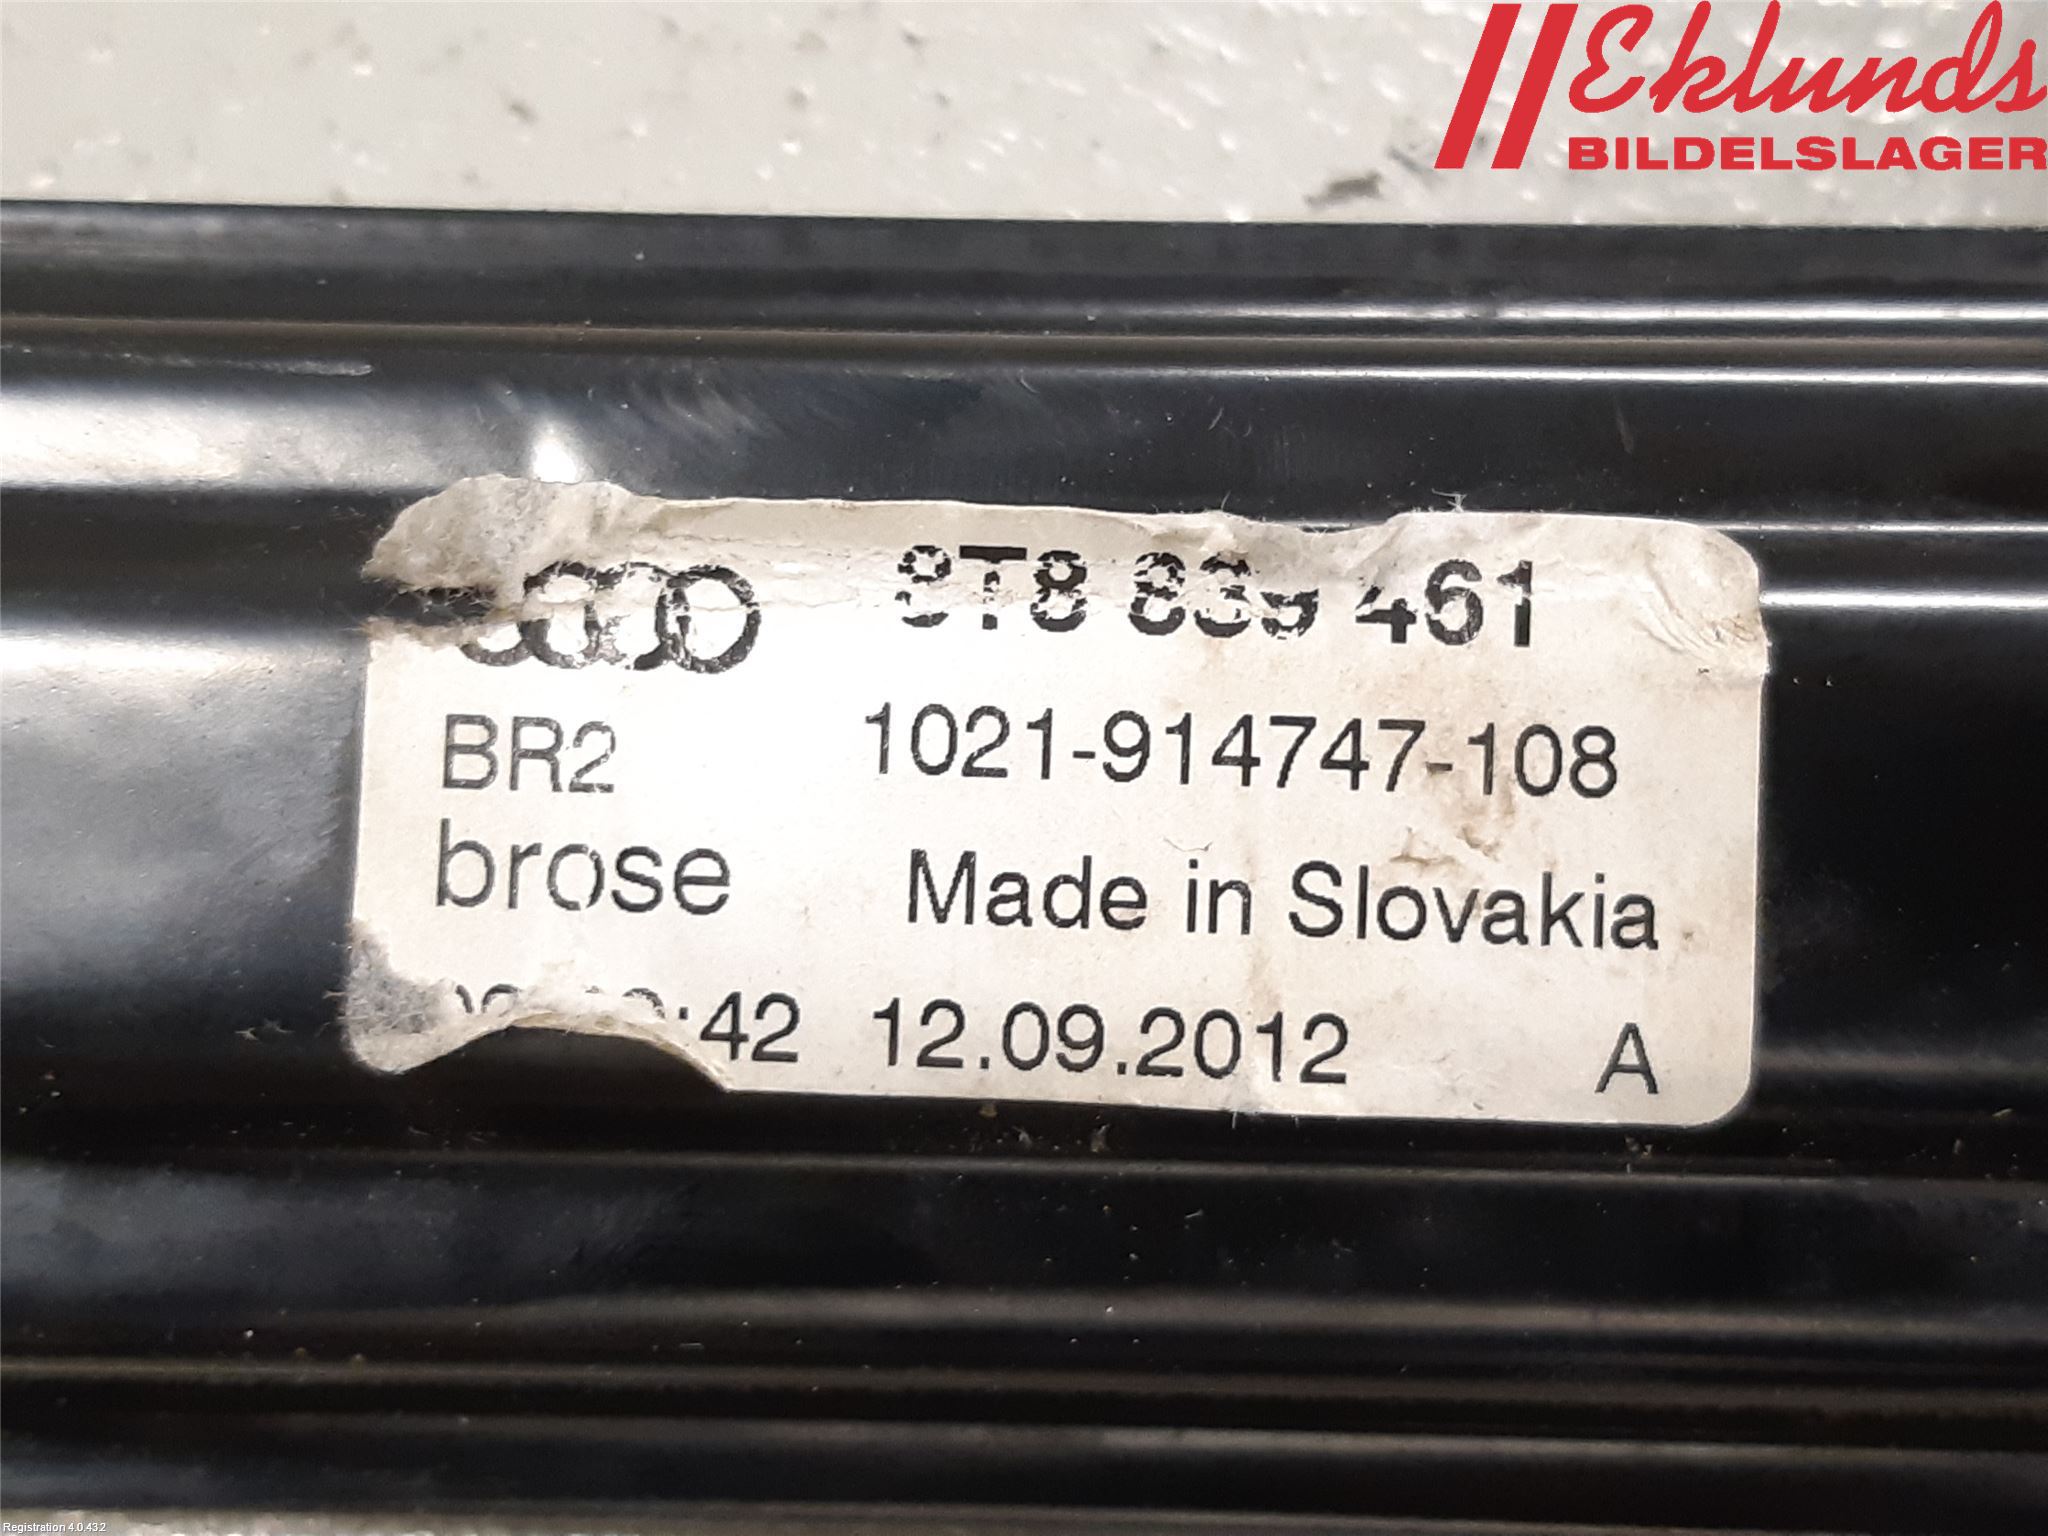 Eklunds
BILDELSLAGER
8T8 839 461
BR2 1021-914747-108
brose Made in Slovakia
:42 12.09.2012 A
Registration 4.0.432